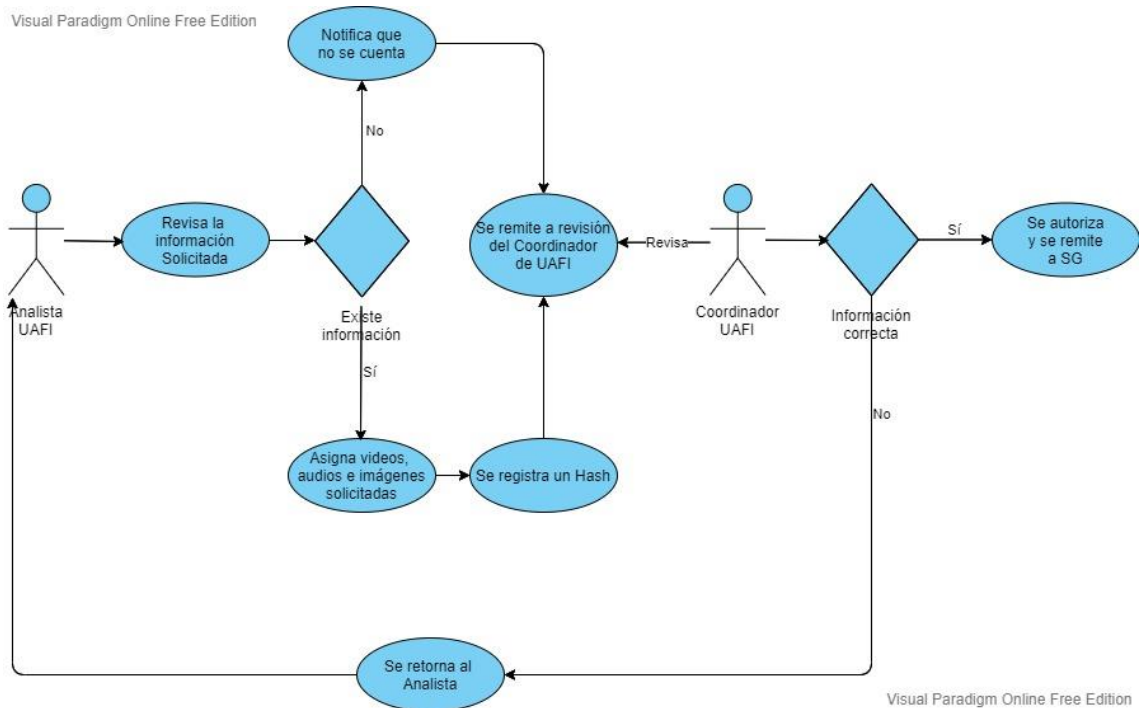 Visual Paradigm Online Free Edition
Notifica que
no se cuenta
No
Revisa la
información
Solicitada
Analista
UAFI
Existe
información
Sí
Asigna videos,
audios e imágenes
solicitadas
Se registra un Hash
Se remite a revisión
del Coordinador
de UAFI
Revisa
Coordinador
UAFI
Información
correcta
Sí
Se autoriza
y se remite
a SG
No
Se retorna al
Analista
Visual Paradigm Online Free Edition